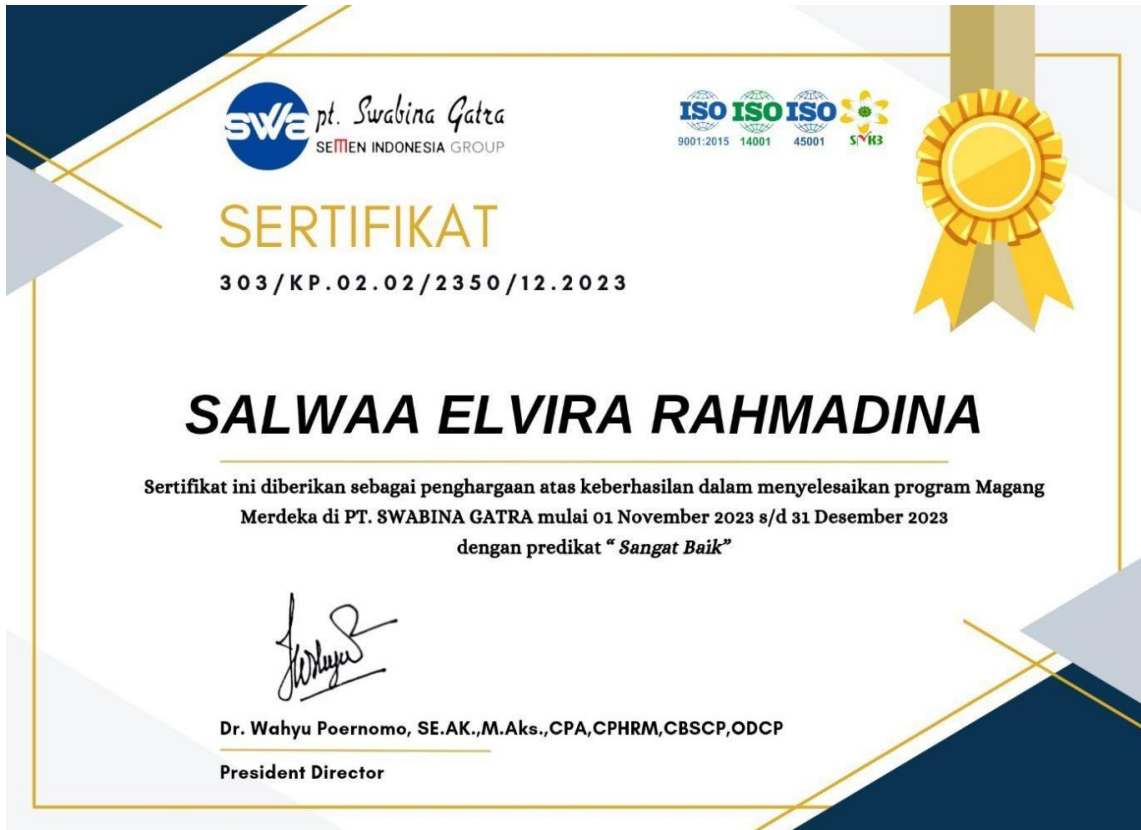 swa pt. Swabina Gatra
SEMEN INDONESIA GROUP
ISO ISO ISO
9001:2015 14001 45001 SMK3
SERTIFIKAT
303/KP.02.02/2350/12.2023
SALWAA ELVIRA RAHMADINA
Sertifikat ini diberikan sebagai penghargaan atas keberhasilan dalam menyelesaikan program Magang
Merdeka di PT. SWABINA GATRA mulai 01 November 2023 s/d 31 Desember 2023
dengan predikat “ Sangat Baik”
Dr. Wahyu Poernomo, SE.AK.,M.Aks.,CPA,CPHRM,CBSCP,ODCP
President Director